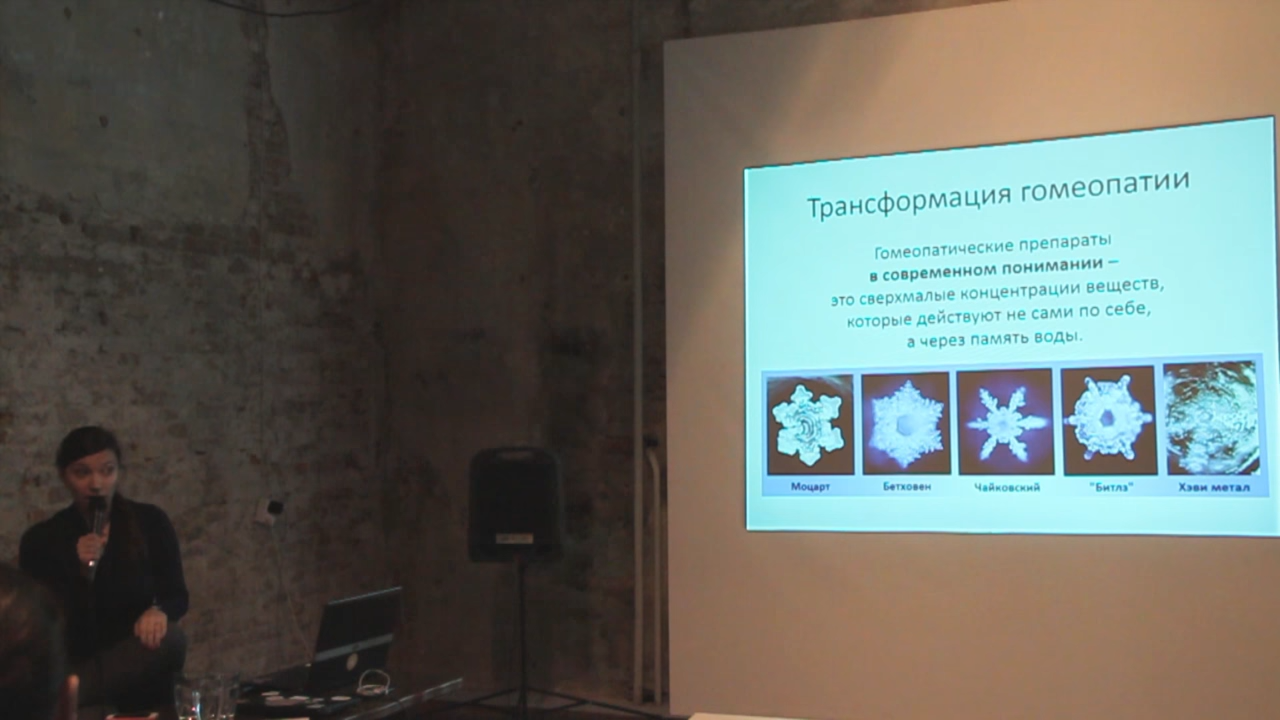 Трансформация гомеопатии
Гомеопатические препараты
в современном понимании –
это сверхмалые концентрации веществ,
которые действуют не сами по себе,
а через память воды.
Моцарт
Бетховен
Чайковский
"Битлз"
Хэви метал